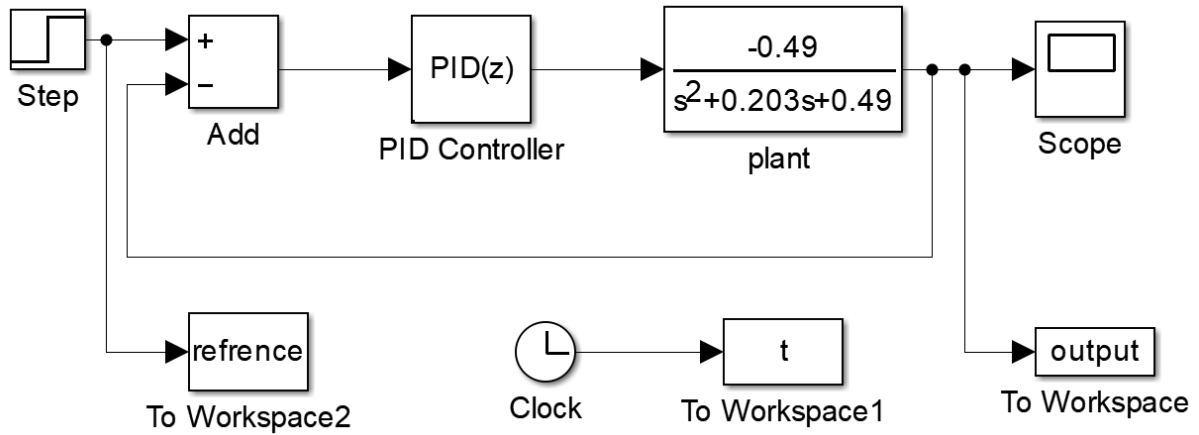 Step
+
−
Add
PID(z)
PID Controller
-0.49
s²+0.203s+0.49
plant
Scope
refrence
To Workspace2
Clock
t
To Workspace1
output
To Workspace